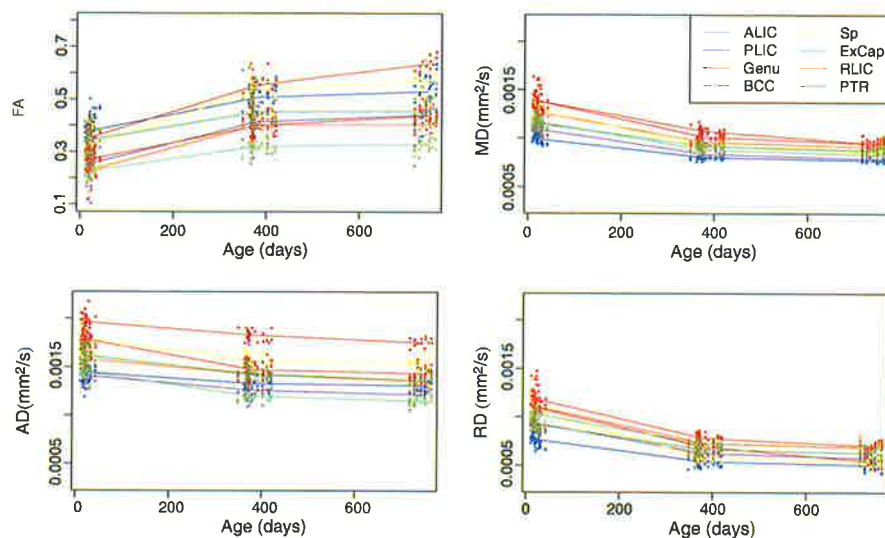 FA
0.1 0.3 0.5 0.7
0 200 400 600
Age (days)
MD(mm²/s)
0.0005 0.0015
0 200 400 600
Age (days)
ALIC
PLIC
Genu
BCC
Sp
ExCap
RLIC
PTR
AD(mm²/s)
0.0005 0.0015
0 200 400 600
Age (days)
RD (mm²/s)
0.0005 0.0015
0 200 400 600
Age (days)